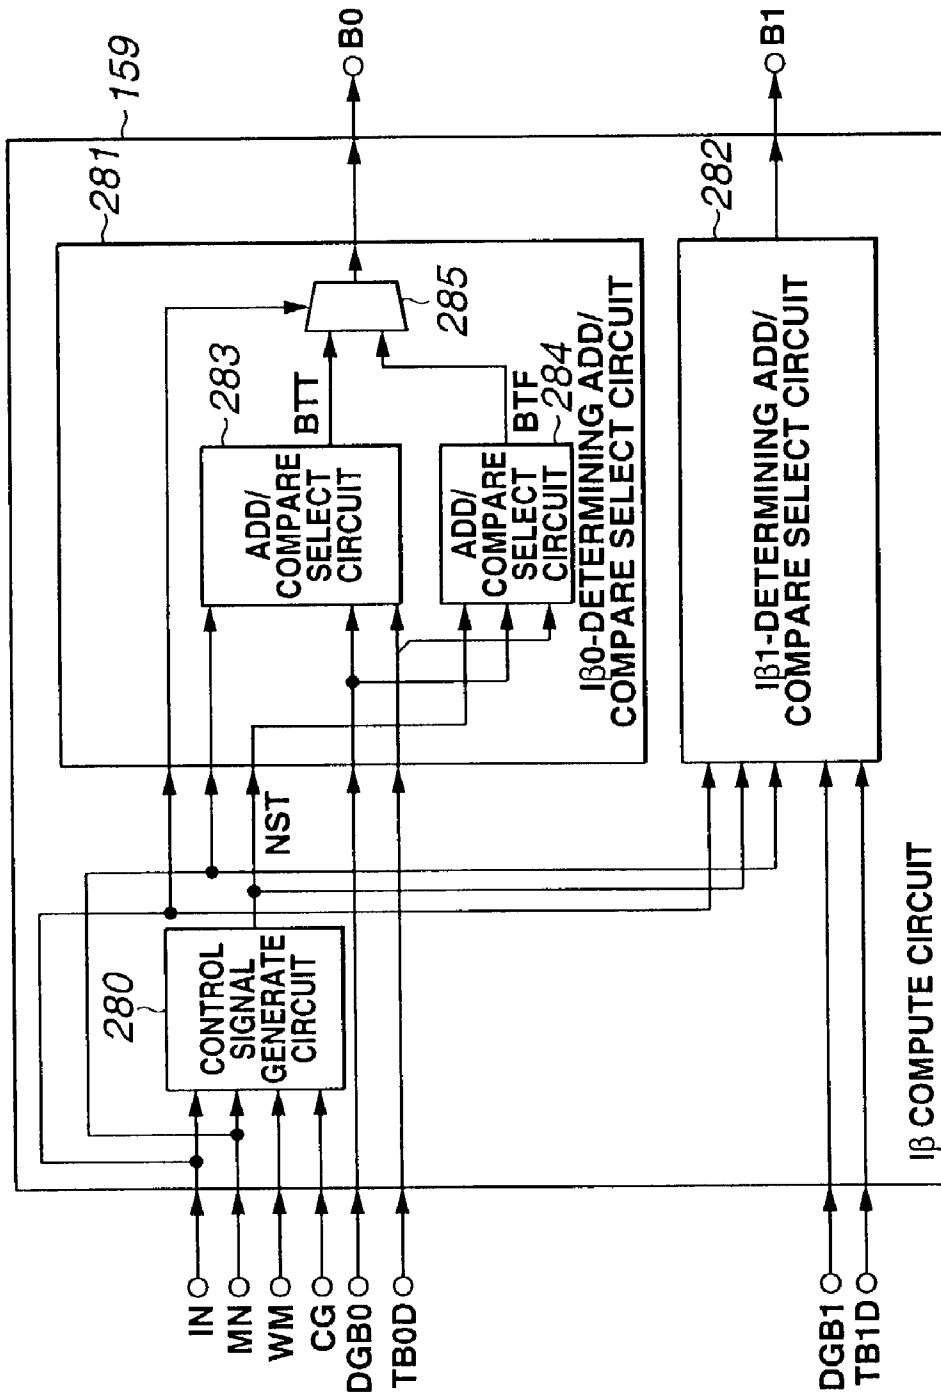 159
281
B0
IN
MN
WM
CG
DGB0
TB0D
280
CONTROL
SIGNAL
GENERATE
CIRCUIT
NST
283
ADD/
COMPARE
SELECT
CIRCUIT
BTT
285
ADD/
COMPARE
SELECT
CIRCUIT
BTF
284
Iβ0-DETERMINING ADD/
COMPARE SELECT CIRCUIT
282
B1
Iβ1-DETERMINING ADD/
COMPARE SELECT CIRCUIT
DGB1
TB1D
Iβ COMPUTE CIRCUIT